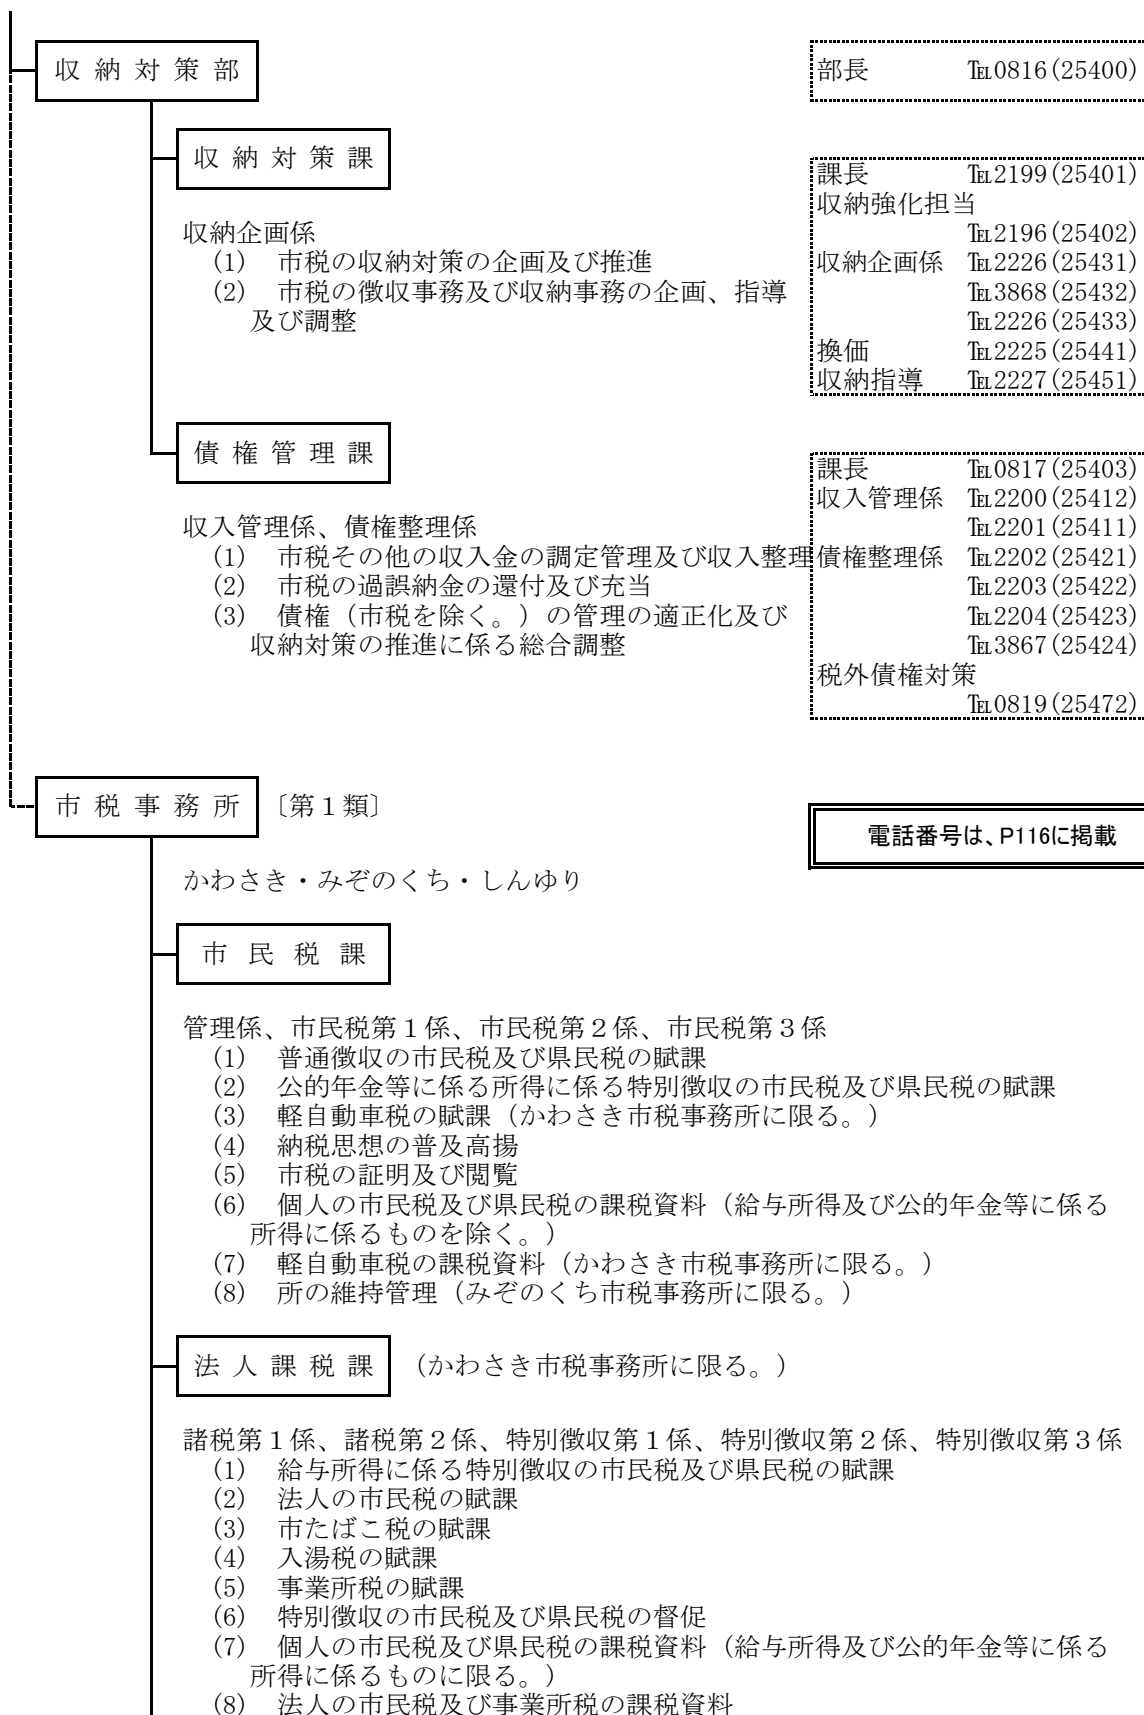 収納対策部
部長　℡0816(25400)
収納対策課
課長　℡2199(25401)
収納強化担当
℡2196(25402)
収納企画係　℡2226(25431)
℡3868(25432)
℡2226(25433)
換価　℡2225(25441)
収納指導　℡2227(25451)
収納企画係
(1)　市税の収納対策の企画及び推進
(2)　市税の徴収事務及び収納事務の企画、指導
及び調整
債権管理課
課長　℡0817(25403)
収入管理係　℡2200(25412)
℡2201(25411)
債権整理係　℡2202(25421)
℡2203(25422)
℡2204(25423)
℡3867(25424)
税外債権対策
℡0819(25472)
収入管理係、債権整理係
(1)　市税その他の収入金の調定管理及び収入整理
(2)　市税の過誤納金の還付及び充当
(3)　債権（市税を除く。）の管理の適正化及び
収納対策の推進に係る総合調整
市税事務所　〔第１類〕
電話番号は、P116に掲載
かわさき・みぞのくち・しんゆり
市民税課
管理係、市民税第１係、市民税第２係、市民税第３係
(1)　普通徴収の市民税及び県民税の賦課
(2)　公的年金等に係る所得に係る特別徴収の市民税及び県民税の賦課
(3)　軽自動車税の賦課（かわさき市税事務所に限る。）
(4)　納税思想の普及高揚
(5)　市税の証明及び閲覧
(6)　個人の市民税及び県民税の課税資料（給与所得及び公的年金等に係る
所得に係るものを除く。）
(7)　軽自動車税の課税資料（かわさき市税事務所に限る。）
(8)　所の維持管理（みぞのくち市税事務所に限る。）
法人課税課　（かわさき市税事務所に限る。）
諸税第１係、諸税第２係、特別徴収第１係、特別徴収第２係、特別徴収第３係
(1)　給与所得に係る特別徴収の市民税及び県民税の賦課
(2)　法人の市民税の賦課
(3)　市たばこ税の賦課
(4)　入湯税の賦課
(5)　事業所税の賦課
(6)　特別徴収の市民税及び県民税の督促
(7)　個人の市民税及び県民税の課税資料（給与所得及び公的年金等に係る
所得に係るものに限る。）
(8)　法人の市民税及び事業所税の課税資料